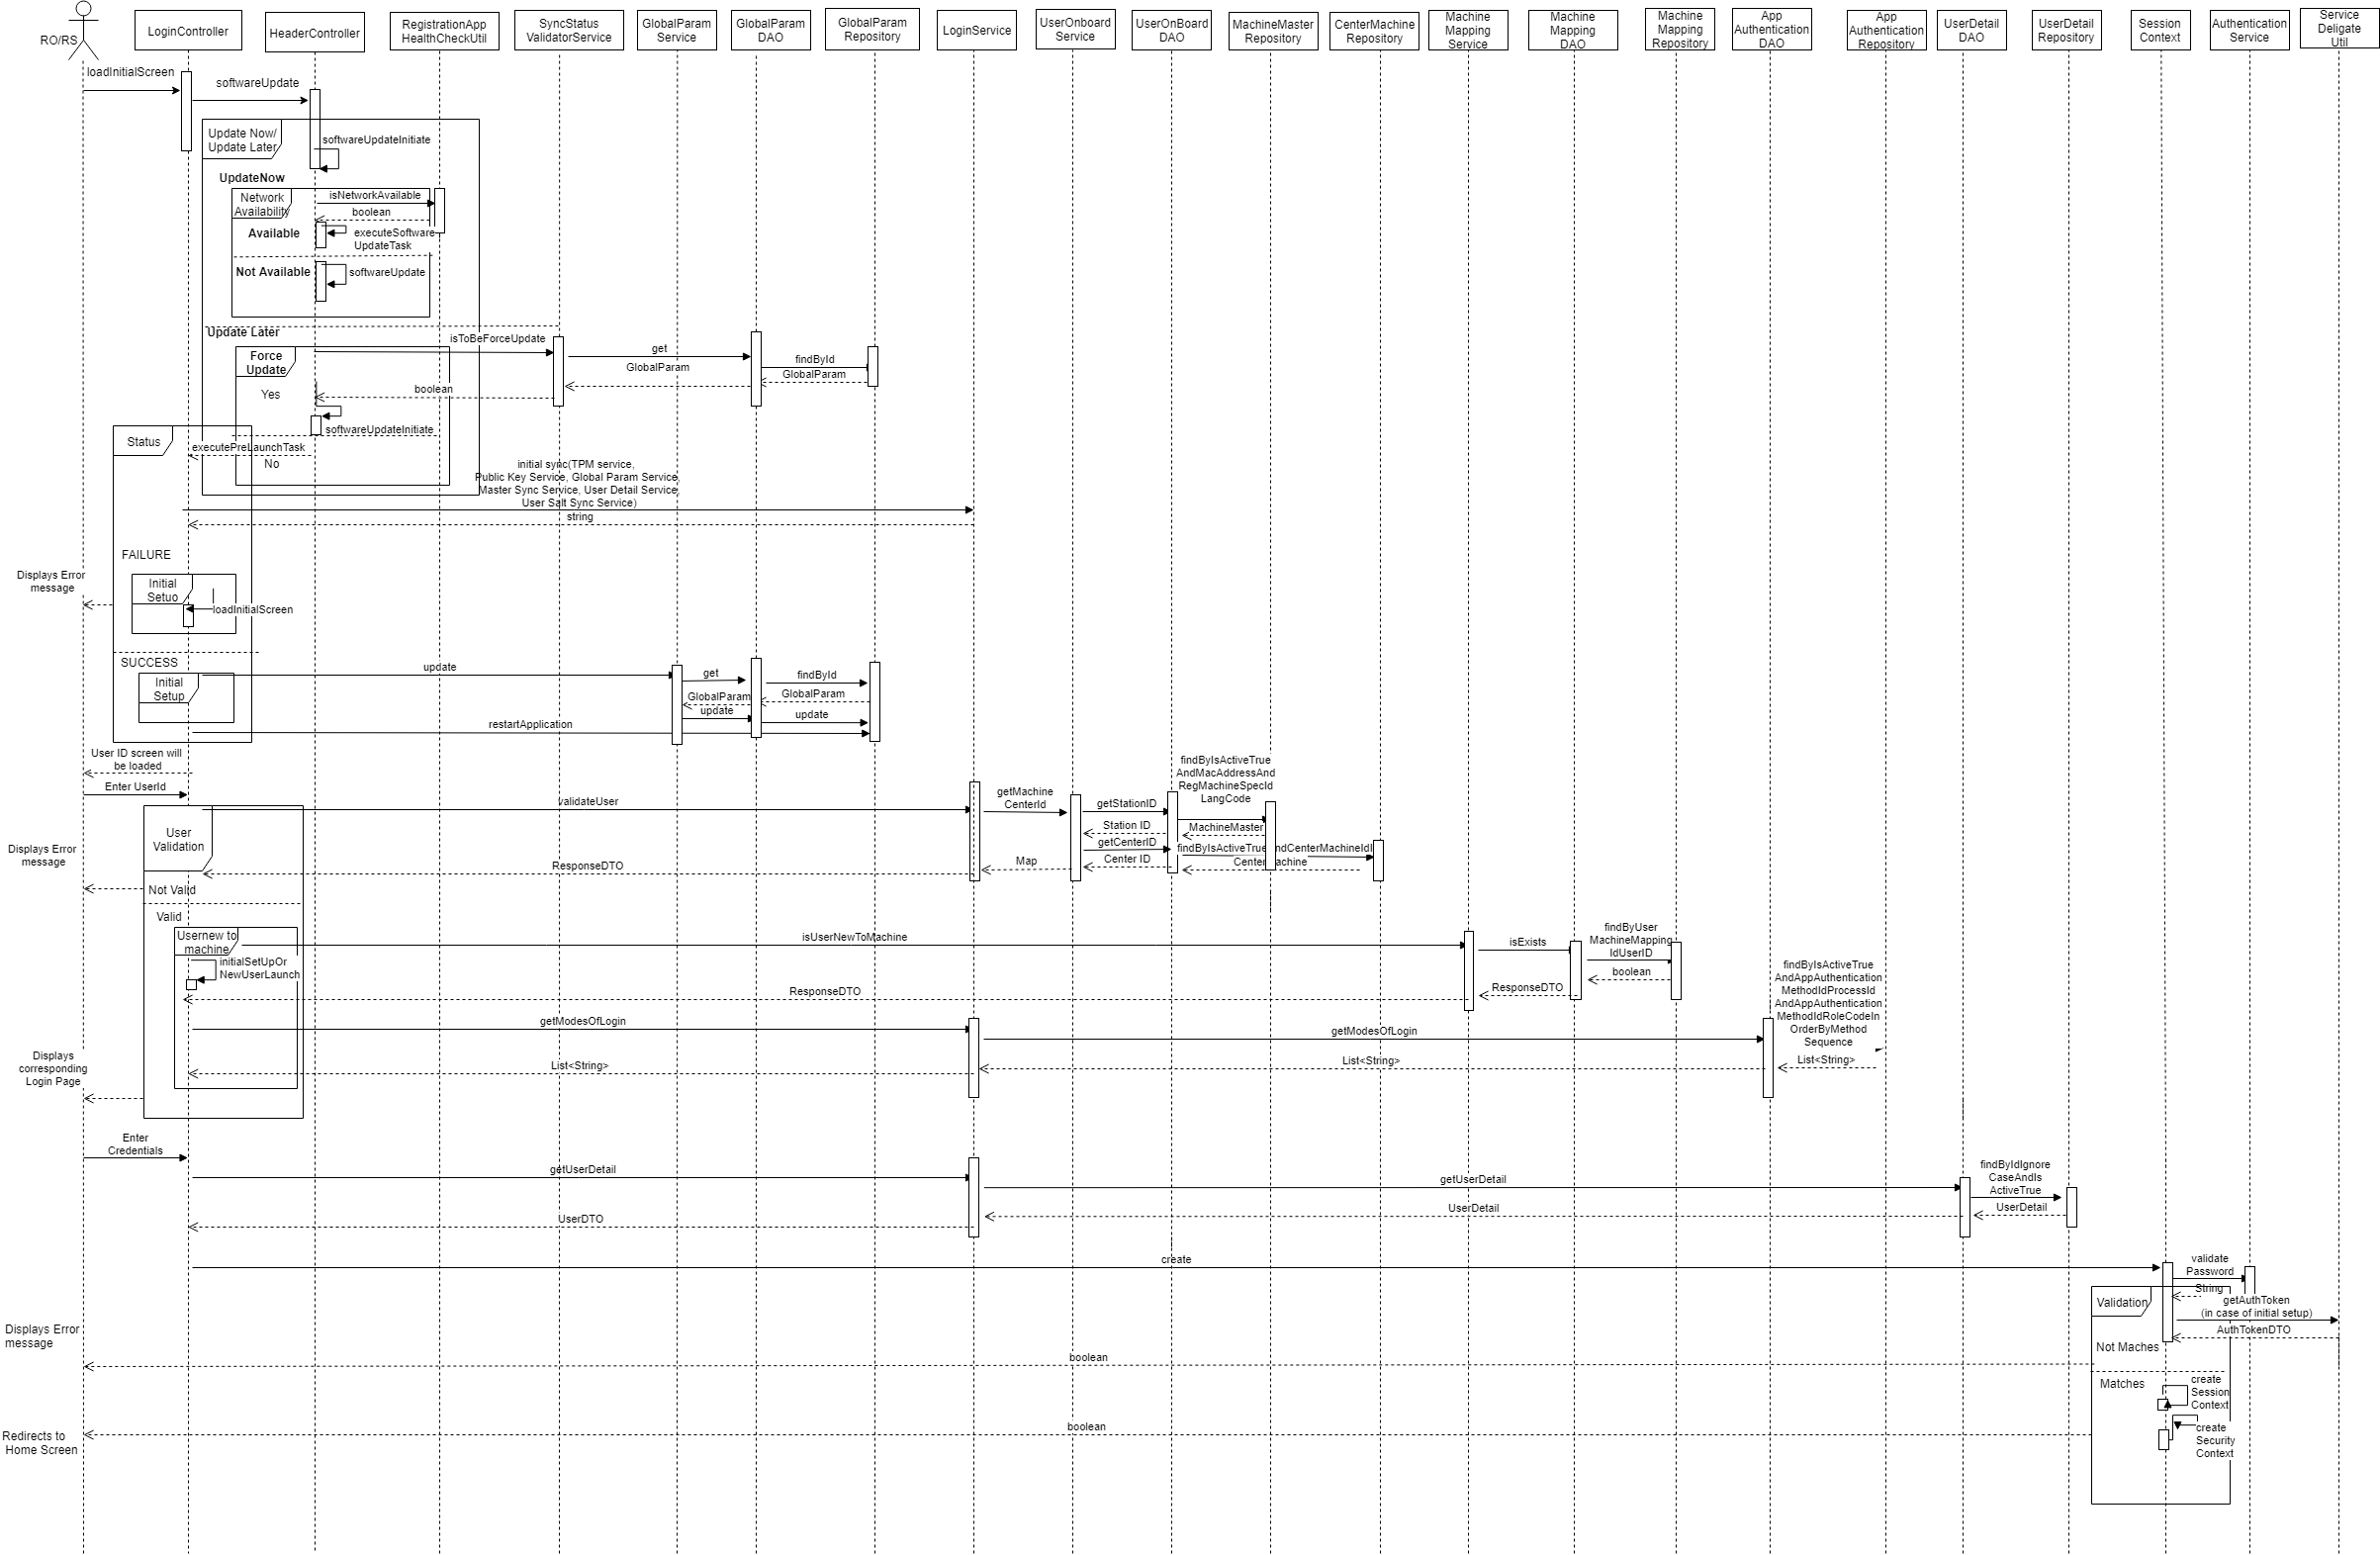 RO/RS
LoginController
HeaderController
RegistrationApp
HealthCheckUtil
SyncStatus
ValidatorService
GlobalParam
Service
GlobalParam
DAO
GlobalParam
Repository
LoginService
UserOnboard
Service
UserOnBoard
DAO
MachineMaster
Repository
CenterMachine
Repository
Machine
Mapping
Service
Machine
Mapping
DAO
Machine
Mapping
Repository
App
Authentication
DAO
App
Authentication
Repository
UserDetail
DAO
UserDetail
Repository
Session
Context
Authentication
Service
Service
Deligate
Util
loadInitialScreen
softwareUpdate
Update Now/
Update Later
softwareUpdateInitiate
UpdateNow
Network
Availability
isNetworkAvailable
boolean
Available
executeSoftware
UpdateTask
Not Available
softwareUpdate
Update Later
isToBeForceUpdate
get
findById
Force
Update
GlobalParam
GlobalParam
boolean
Yes
softwareUpdateInitiate
Status
executePreLaunchTask
No
initial sync(TPM service,
Public Key Service, Global Param Service,
Master Sync Service, User Detail Service,
User Salt Sync Service)
string
FAILURE
Displays Error
message
Initial
Setuo
loadInitialScreen
SUCCESS
update
get
findById
Initial
Setup
GlobalParam
GlobalParam
update
update
restartApplication
User ID screen will
be loaded
Enter UserId
validateUser
getMachine
CenterId
getStationID
findByIsActiveTrue
AndMacAddressAnd
RegMachineSpecId
LangCode
User
Validation
Station ID
MachineMaster
getCenterID
findByIsActiveTrue
ndCenterMachineIdI
Displays Error
message
ResponseDTO
Map
Center ID
Cente
achine
Not Valid
Valid
Usernew to
machine
isUserNewToMachine
isExists
findByUser
MachineMapping
IdUserID
initialSetUpOr
NewUserLaunch
boolean
ResponseDTO
ResponseDTO
findByIsActiveTrue
AndAppAuthentication
MethodIdProcessId
AndAppAuthentication
MethodIdRoleCodeIn
OrderByMethod
Sequence
getModesOfLogin
getModesOfLogin
List<String>
List<String>
List<String>
Displays
corresponding
Login Page
Enter
Credentials
getUserDetail
getUserDetail
findByIdIgnore
CaseAndIs
ActiveTrue
UserDTO
UserDetail
UserDetail
create
validate
Password
String
Validation
getAuthToken
(in case of initial setup)
AuthTokenDTO
Displays Error
message
Not Maches
boolean
Matches
create
Session
Context
boolean
create
Security
Context
Redirects to
Home Screen